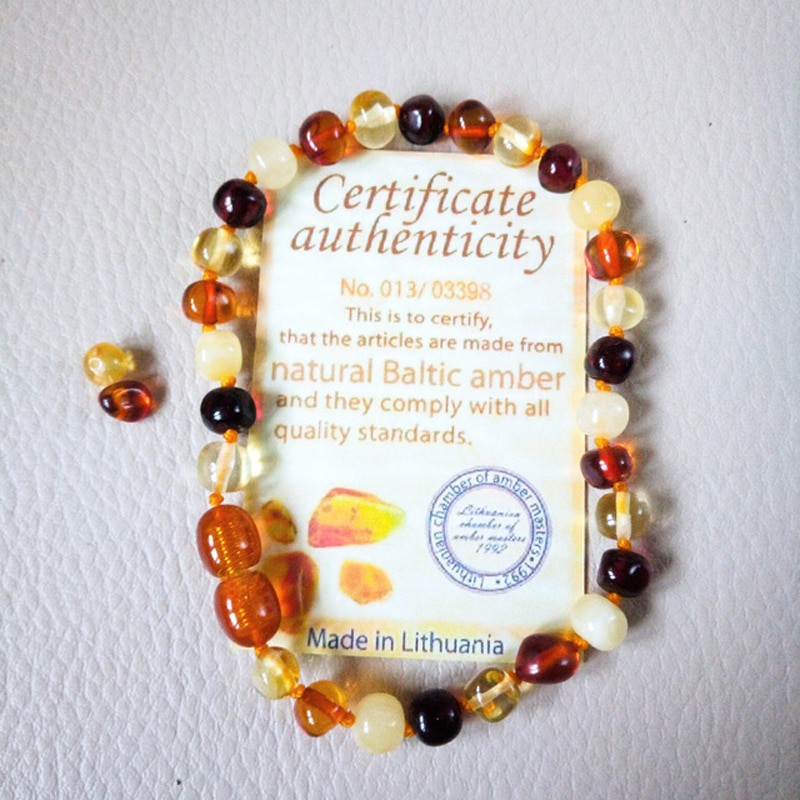 Certificate
authenticity
No. 013/ 03398
This is to certify,
that the articles are made from
natural Baltic amber
and they comply with all
quality standards.
Lithuanian chamber of amber masters • 1992 •
Lithuanian
chamber of
amber masters
1992
Made in Lithuania